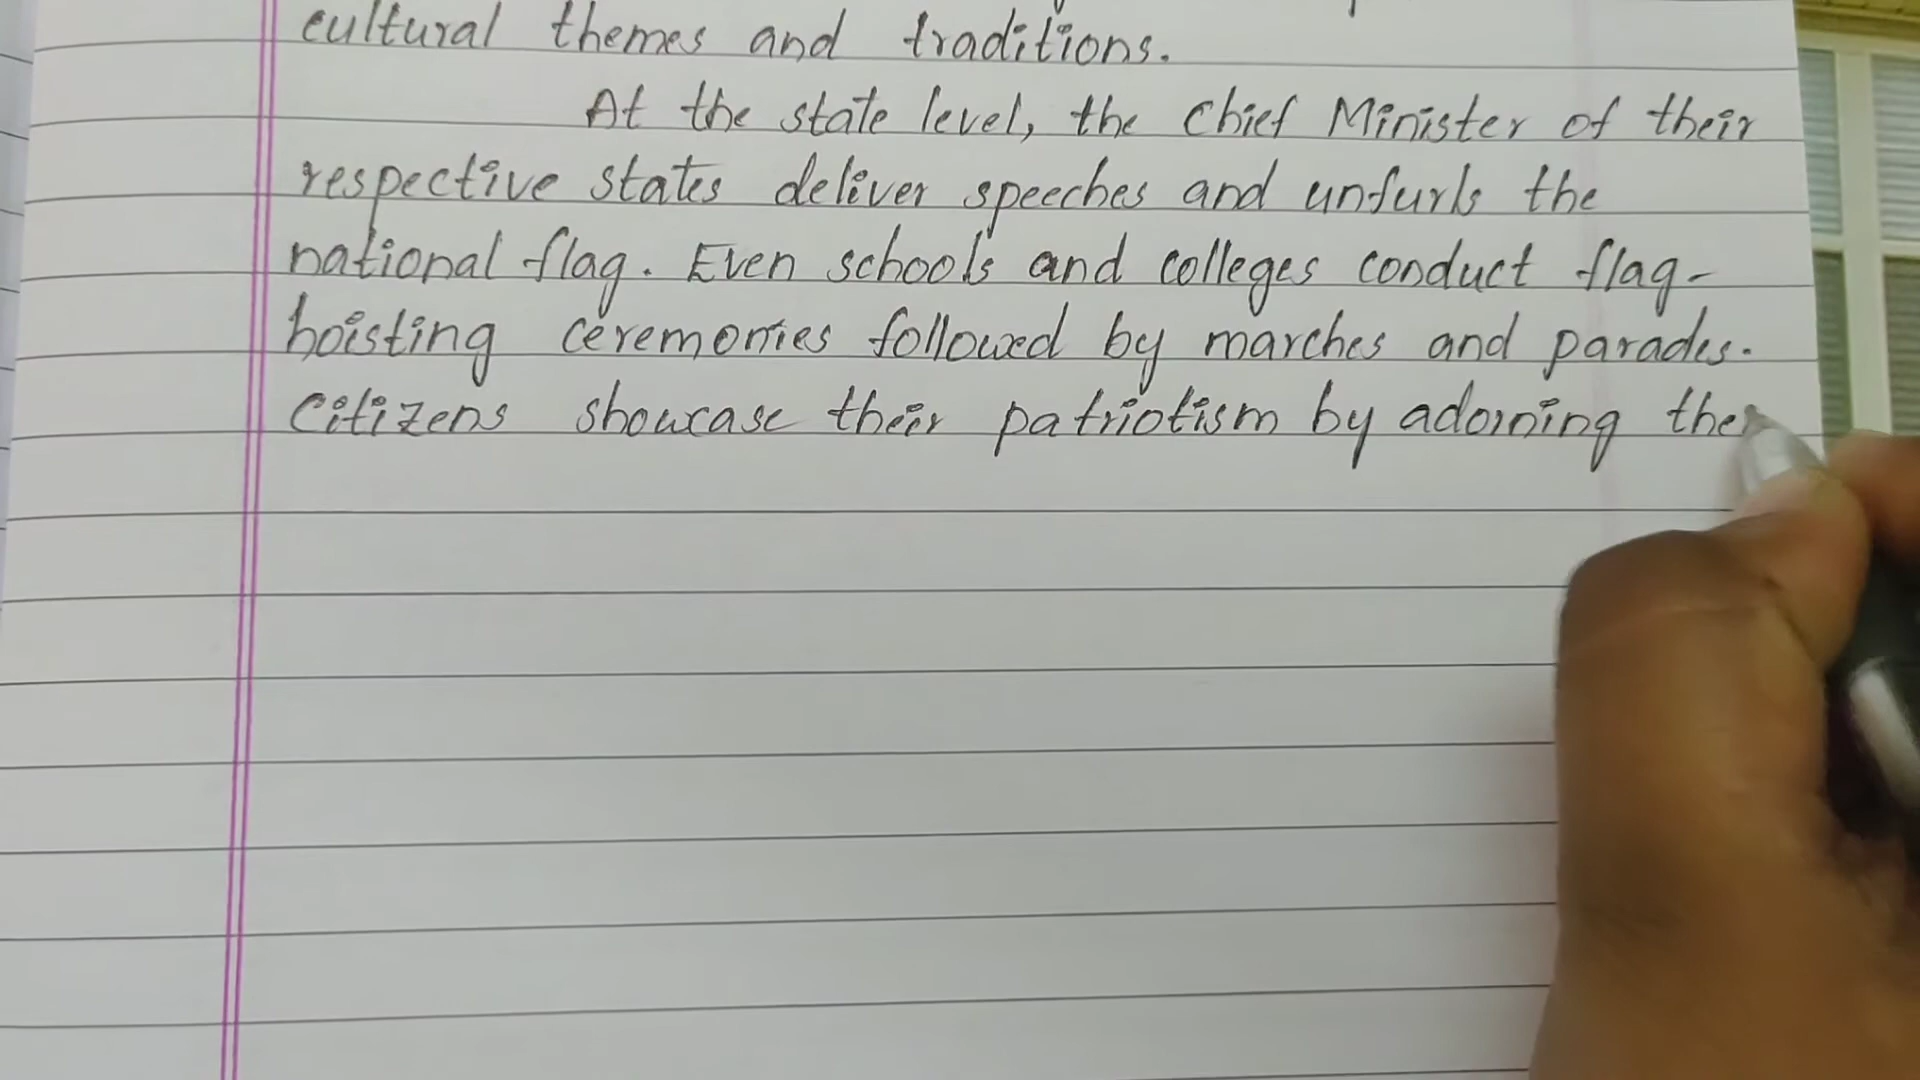 cultural themes and traditions.
At the state level, the Chief Minister of their
respective states deliver speeches and unfurls the
national flag. Even schools and colleges conduct flag-
hoisting ceremonies followed by marches and parades.
Citizens showcase their patriotism by adorning the